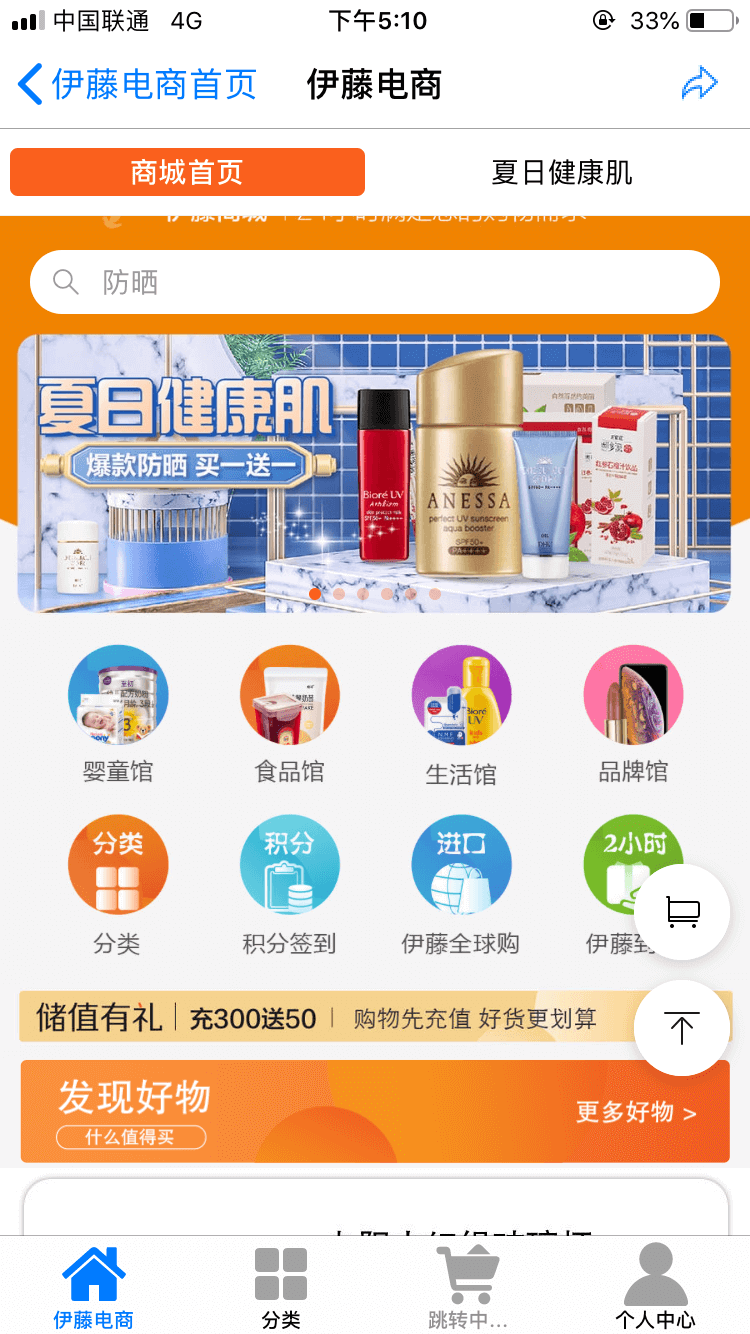 中国联通 4G 下午5:10 33%
伊藤电商首页 伊藤电商
商城首页 夏日健康肌
防晒
夏日健康肌
爆款防晒 买一送一
Bioré UV
SPF50+ PA++++
ANESSA
perfect UV sunscreen
aqua booster
SPF50+
PA++++
婴童馆 食品馆 生活馆 品牌馆
分类 积分 进口 2小时
分类 积分签到 伊藤全球购 伊藤
储值有礼 充300送50 购物先充值 好货更划算
发现好物
什么值得买
更多好物 >
伊藤电商 分类 跳转中... 个人中心